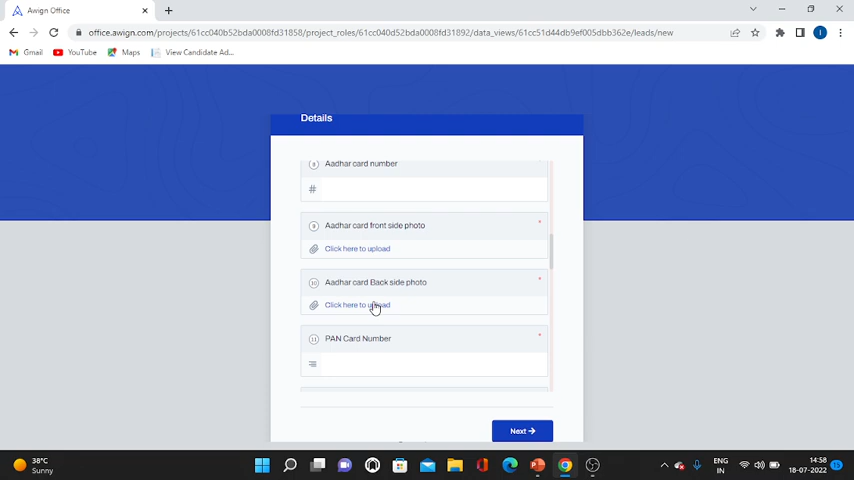 Awign Office
office.awign.com/projects/61cc040b52bda0008fd31858/project_roles/61cc040d52bda0008fd31892/data_views/61cc51d44db9ef005dbb362e/leads/new
Gmail YouTube Maps View Candidate Ad...
I
Details
8 Aadhar card number
#
9 Aadhar card front side photo *
Click here to upload
10 Aadhar card Back side photo *
Click here to upload
11 PAN Card Number *
Next →
38°C
Sunny
ENG
IN
14:58
18-07-2022
15